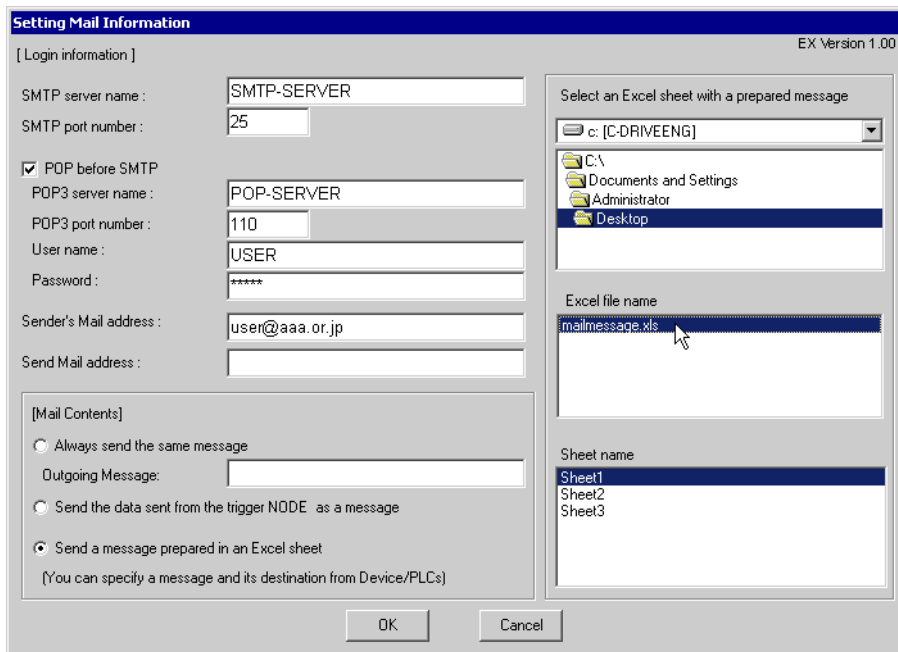 Setting Mail Information
EX Version 1.00
[ Login information ]
SMTP server name :
SMTP-SERVER
SMTP port number :
25
POP before SMTP
POP3 server name :
POP-SERVER
POP3 port number :
110
User name :
USER
Password :
*****
Sender's Mail address :
user@aaa.or.jp
Send Mail address :
[Mail Contents]
Always send the same message
Outgoing Message:
Send the data sent from the trigger NODE as a message
Send a message prepared in an Excel sheet
(You can specify a message and its destination from Device/PLCs)
Select an Excel sheet with a prepared message
c: [C-DRIVEENG]
C:\
Documents and Settings
Administrator
Desktop
Excel file name
mailmessage.xls
Sheet name
Sheet1
Sheet2
Sheet3
OK
Cancel